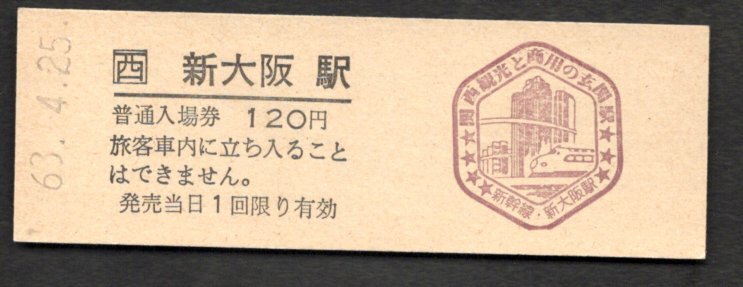 63. 4. 25.
西 新大阪 駅
普通入場券 120円
旅客車内に立ち入ること
はできません。
発売当日1回限り有効
★★★関西観光と商用の玄関駅★★★
新幹線・新大阪駅